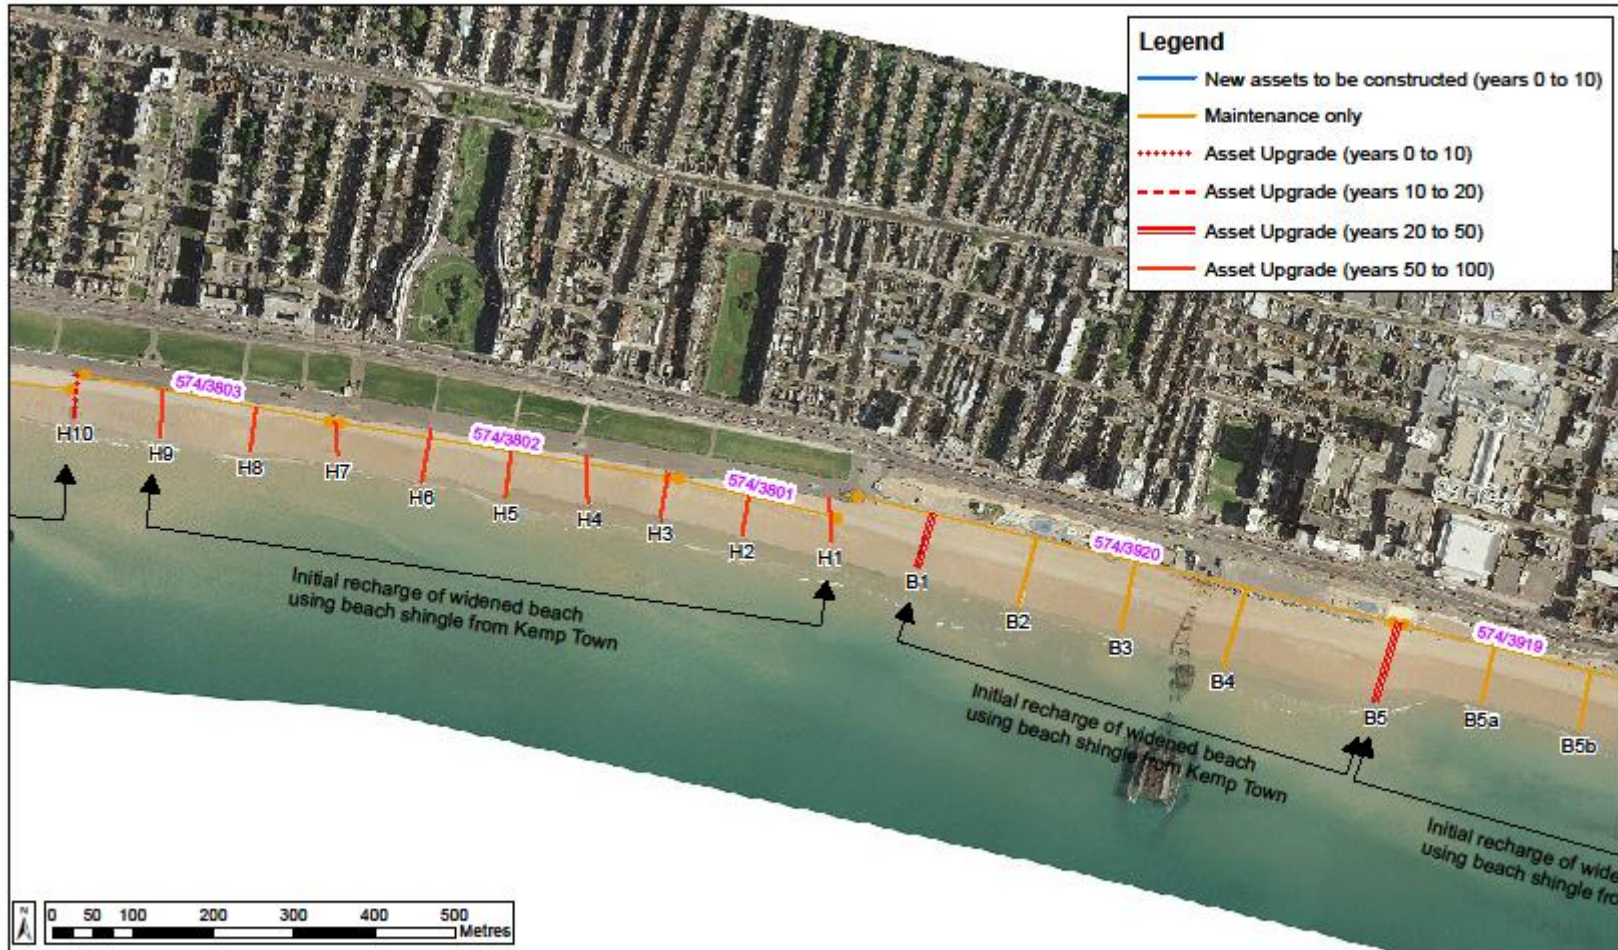 Legend
New assets to be constructed (years 0 to 10)
Maintenance only
Asset Upgrade (years 0 to 10)
Asset Upgrade (years 10 to 20)
Asset Upgrade (years 20 to 50)
Asset Upgrade (years 50 to 100)
574/3803
574/3802
574/3801
574/3920
574/3919
H10
H9
H8
H7
H6
H5
H4
H3
H2
H1
B1
B2
B3
B4
B5
B5a
B5b
Initial recharge of widened beach
using beach shingle from Kemp Town
Initial recharge of widened beach
using beach shingle from Kemp Town
Initial recharge of wide
using beach shingle fro
N
0 50 100 200 300 400 500
Metres